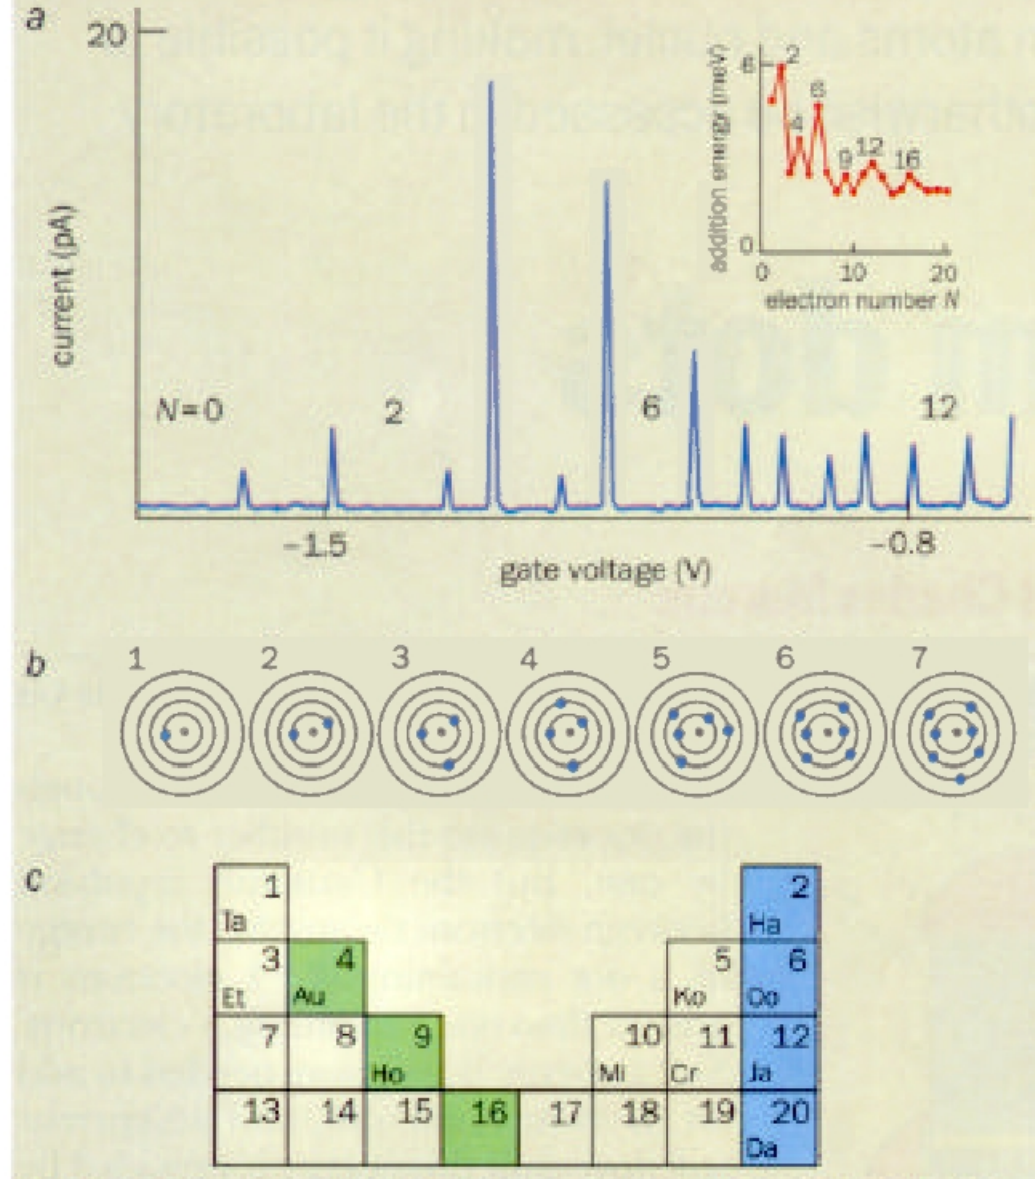 a
20
current (pA)
N=0
2
6
12
-1.5
-0.8
gate voltage (V)
addition energy (meV)
6
0
2
4
6
9
12
16
0
10
20
electron number N
b
1 2 3 4 5 6 7
c
1 2
Ta Ha
3 4 5 6
Et Au Ko Oo
7 8 9 10 11 12
Ho Mi Cr Ja
13 14 15 16 17 18 19 20
Da